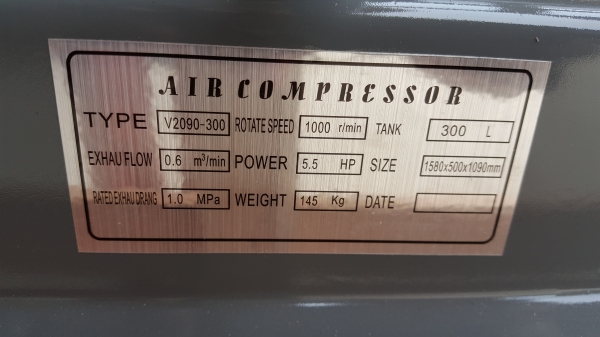 AIR COMPRESSOR
TYPE V2090-300 ROTATE SPEED 1000 r/min TANK 300 L
EXHAU FLOW 0.6 m³/min POWER 5.5 HP SIZE 1580x500x1090mm
RATED EXHAU DRANG 1.0 MPa WEIGHT 145 Kg DATE